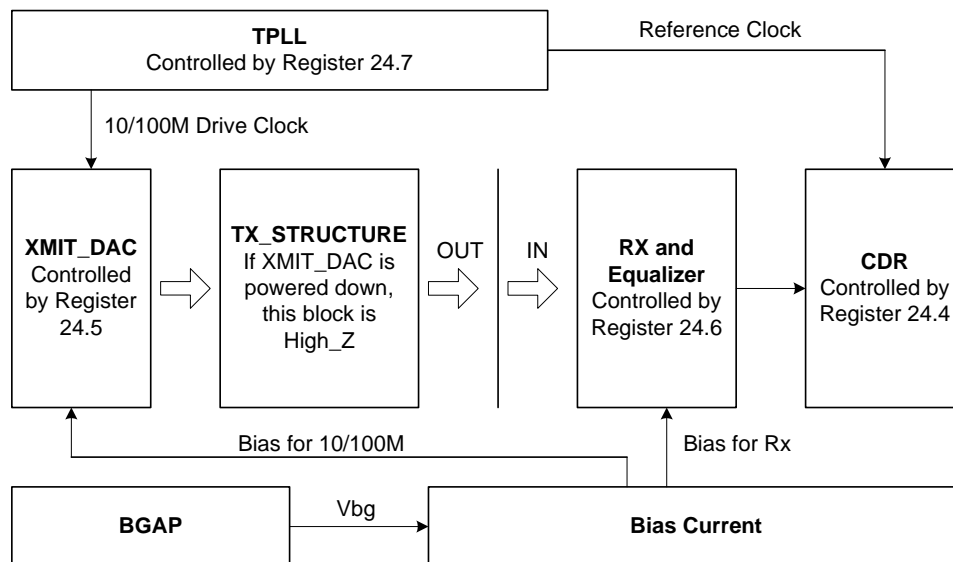 TPLL
Controlled by Register 24.7
Reference Clock
10/100M Drive Clock
XMIT_DAC
Controlled
by Register
24.5
TX_STRUCTURE
If XMIT_DAC is
powered down,
this block is
High_Z
OUT
IN
RX and
Equalizer
Controlled by
Register 24.6
CDR
Controlled by
Register 24.4
Bias for 10/100M
Bias for Rx
BGAP
Vbg
Bias Current